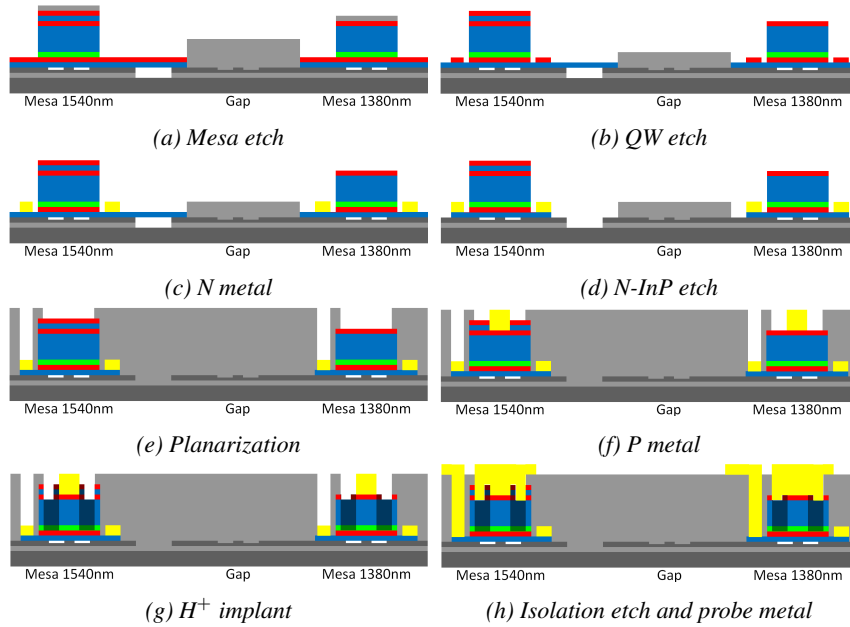 Mesa 1540nm Gap Mesa 1380nm
(a) Mesa etch
Mesa 1540nm Gap Mesa 1380nm
(b) QW etch
Mesa 1540nm Gap Mesa 1380nm
(c) N metal
Mesa 1540nm Gap Mesa 1380nm
(d) N-InP etch
Mesa 1540nm Gap Mesa 1380nm
(e) Planarization
Mesa 1540nm Gap Mesa 1380nm
(f) P metal
Mesa 1540nm Gap Mesa 1380nm
(g) H⁺ implant
Mesa 1540nm Gap Mesa 1380nm
(h) Isolation etch and probe metal